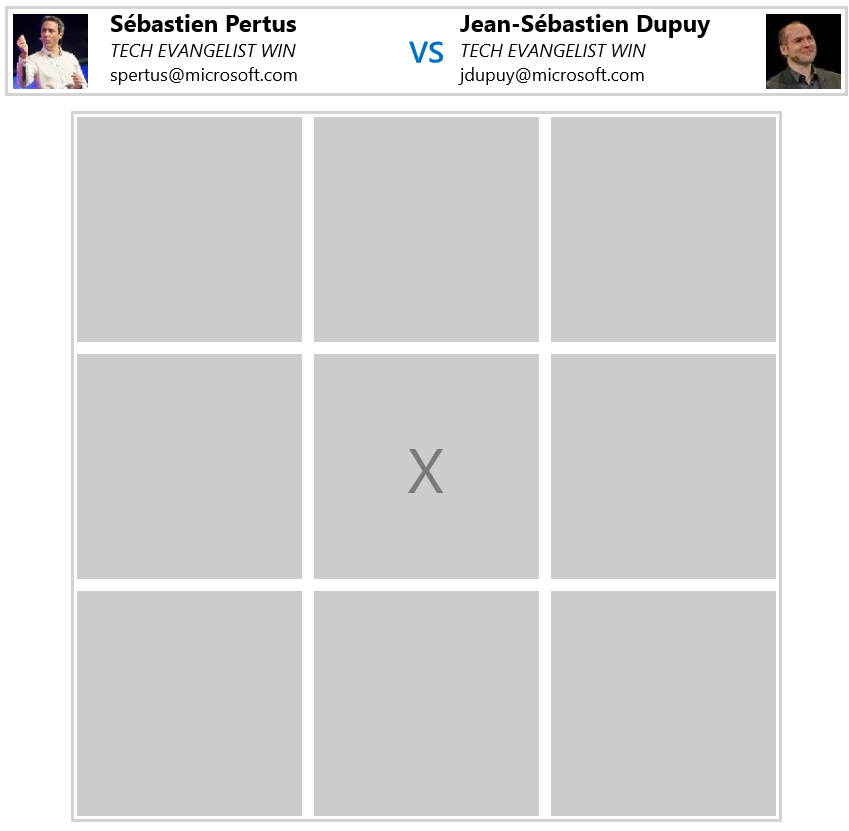 Sébastien Pertus
TECH EVANGELIST WIN
spertus@microsoft.com
VS
Jean-Sébastien Dupuy
TECH EVANGELIST WIN
jdupuy@microsoft.com
X